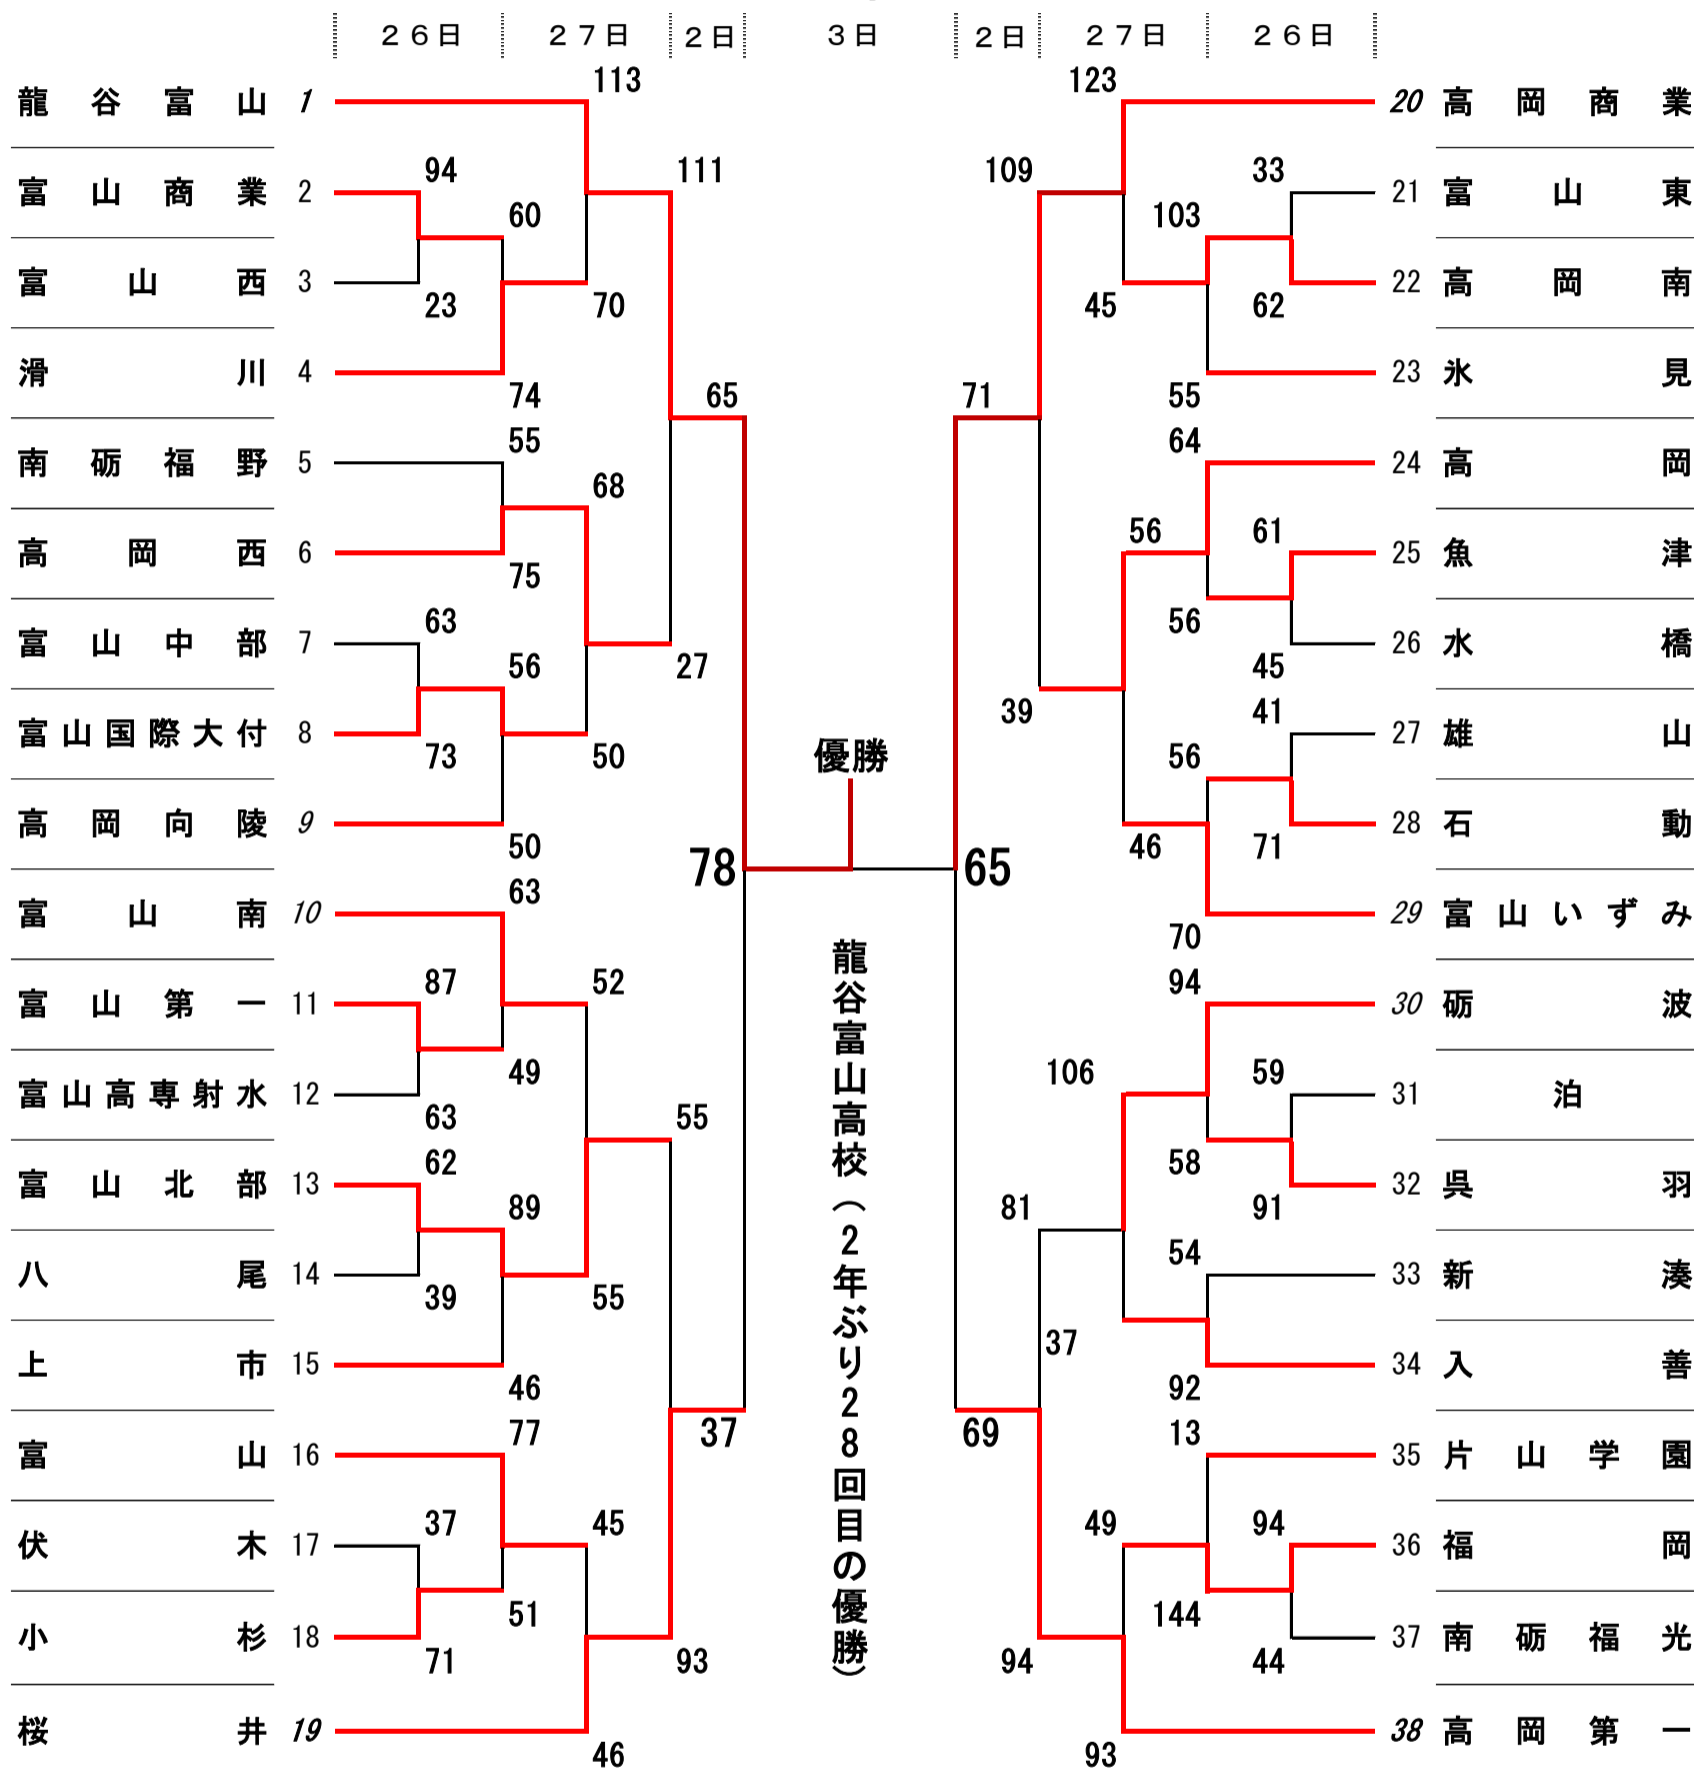 ２６日 ２７日 ２日 ３日 ２日 ２７日 ２６日
113 123
龍谷富山 1 20 高岡商業
94 111 109 33
富山商業 2 21 富山東
60 103
富山西 3 22 高岡南
23 70 45 62
滑川 4 23 氷見
74 65 71 55
55 64
南砺福野 5 24 高岡
68
56 61
高岡西 6 25 魚津
75
63 56
富山中部 7 26 水橋
56 27 45
39 41
富山国際大付 8 27 雄山
73 50 優勝 56
高岡向陵 9 28 石動
50 46 71
78 65
63
富山南 10 29 富山いずみ
70
87 52 94
富山第一 11 30 砺波
49 106 59
富山高専射水 12 31 泊
63 55
62 58
富山北部 13 32 呉羽
89 81 91
54
八尾 14 33 新湊
39 55
37
上市 15 34 入善
46 92
77 37 69 13
富山 16 35 片山学園
37 45 49 94
伏木 17 36 福岡
51 144
小杉 18 37 南砺福光
71 93 94 44
桜井 19 38 高岡第一
46 93
龍谷富山高校（２年ぶり２８回目の優勝）